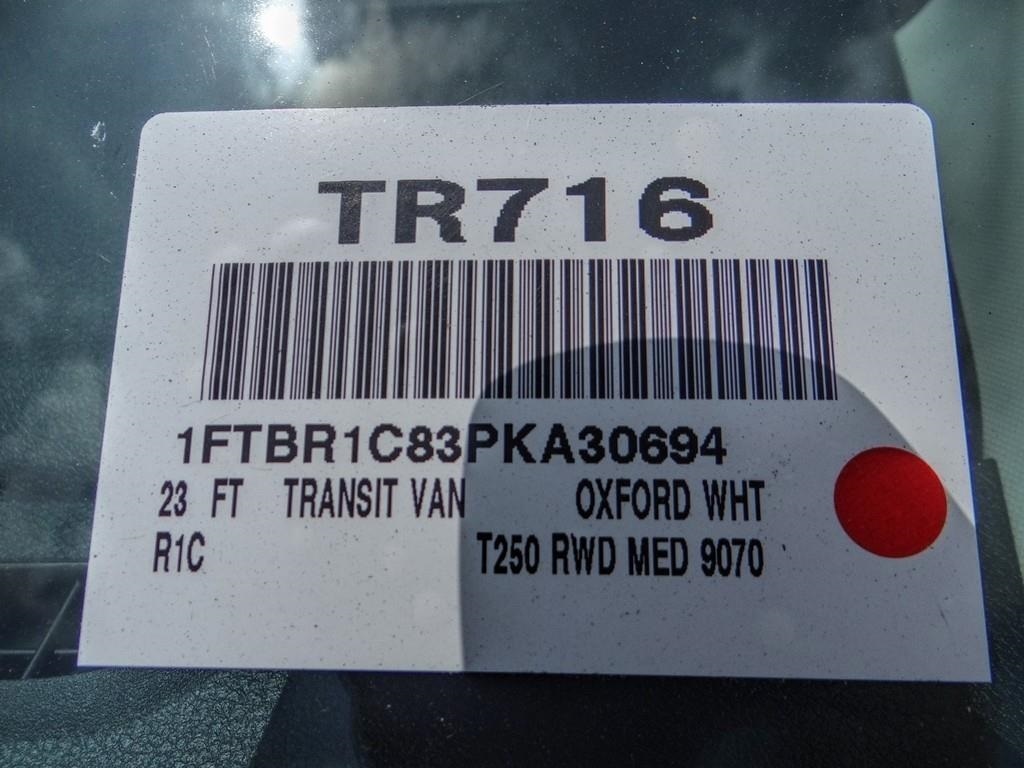 TR716
1FTBR1C83PKA30694
23 FT TRANSIT VAN OXFORD WHT
R1C T250 RWD MED 9070